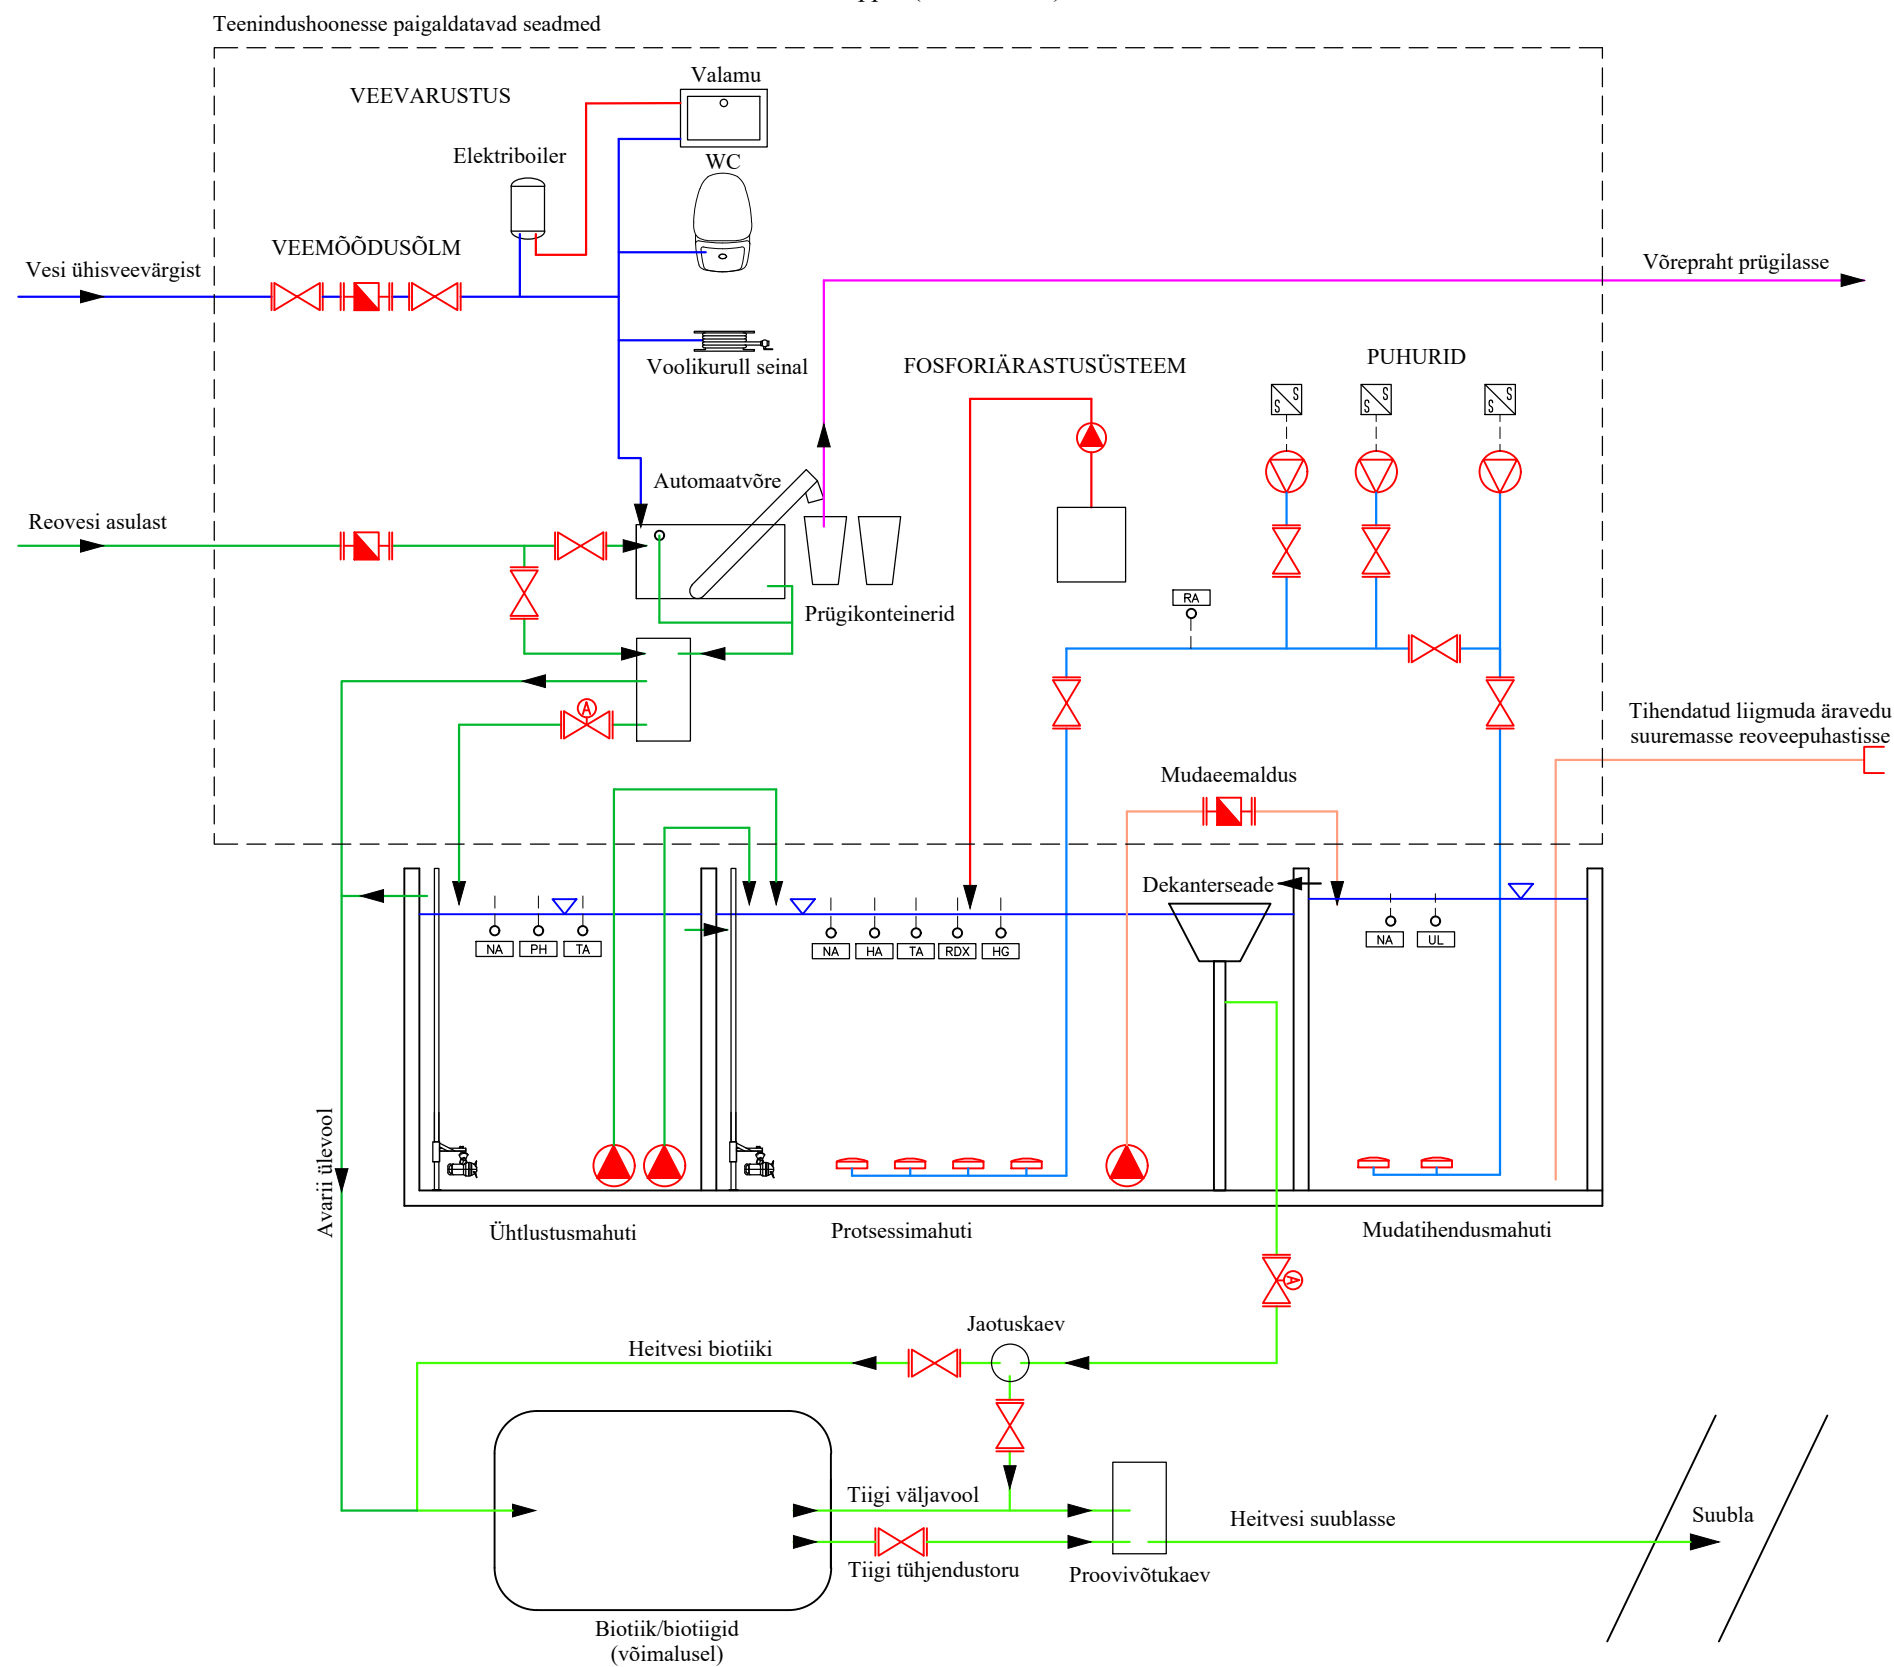 Teenindushoonesse paigaldatavad seadmed
Valamu
VEEVARUSTUS
Elektriboiler
WC
VEEMÕÕDUSÕLM
Vesi ühisveevärgist
Võrepraht prügilasse
Voolikurull seinal
FOSFORIÄRASTUSÜSTEEM
PUHURID
S S
S S
S S
Automaatvõre
Reovesi asulast
RA
Prügikonteinerid
A
Tihendatud liigmuda äravedu
suuremasse reoveepuhastisse
Mudaeemaldus
Dekanterseade
NA
PH
TA
NA
HA
TA
RDX
HG
NA
UL
Avarii ülevool
Ühtlustusmahuti
Protsessimahuti
Mudatihendusmahuti
A
Jaotuskaev
Heitvesi biotiiki
Tiigi väljavool
Heitvesi suublasse
Suubla
Tiigi tühjendustoru
Proovivõtukaev
Biotiik/biotiigid
(võimalusel)